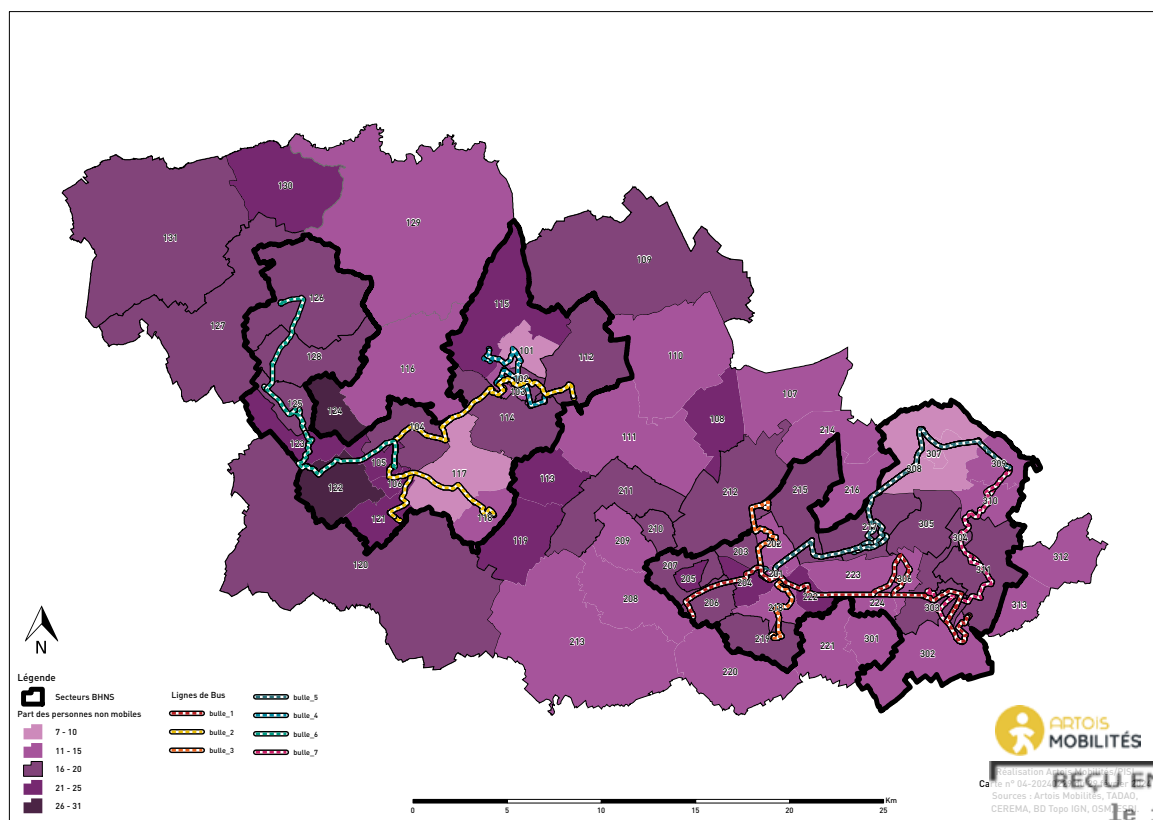 130
129
131
109
115
126
127
101
110
112
128
116
102
103
107
125
124
114
108
104
214
111
123
105
307
309
308
117
113
122
106
211
212
215
216
310
121
118
210
305
119
209
203
202
304
120
207
201
312
205
204
223
306
311
208
206
222
224
313
218
303
213
219
221
301
302
220
N
Légende
Secteurs BHNS
Part des personnes non mobiles
7 - 10
11 - 15
16 - 20
21 - 25
26 - 31
Lignes de Bus
bulle_1
bulle_2
bulle_3
bulle_5
bulle_4
bulle_6
bulle_7
0 5 10 15 20 25
Km
ARTOIS
MOBILITÉS
Réalisation Artois Mobilités/
REÇU EN
n° 04-2024
Sources : Artois Mobilités, TADAO,
CEREMA, BD Topo IGN, OSM,
le